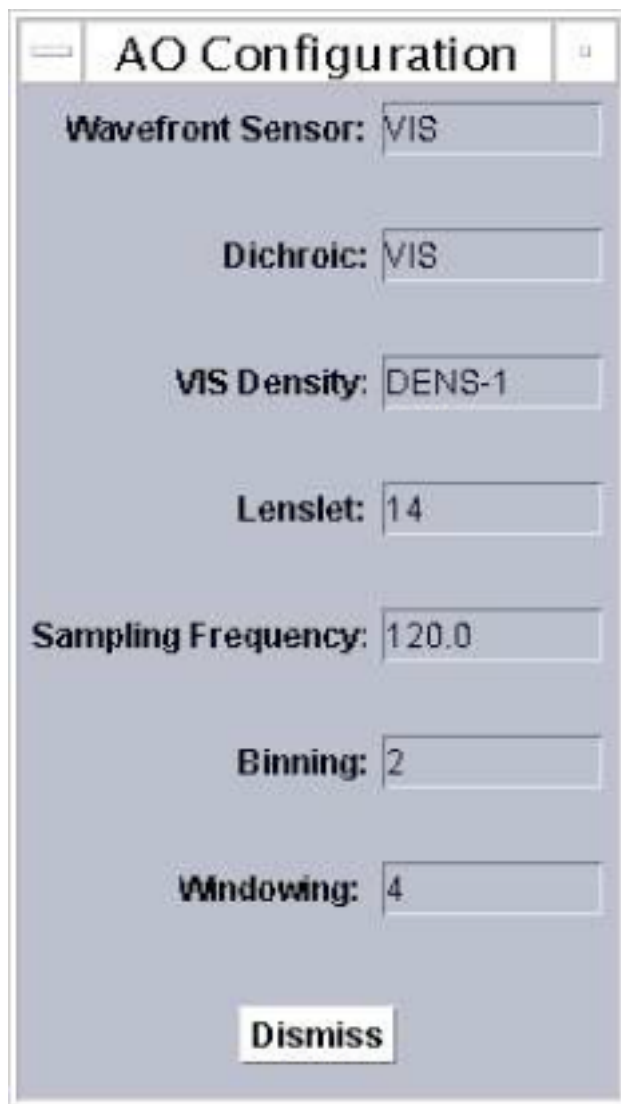 AO Configuration
Wavefront Sensor: VIS
Dichroic: VIS
VIS Density: DENS-1
Lenslet: 14
Sampling Frequency: 120.0
Binning: 2
Windowing: 4
Dismiss